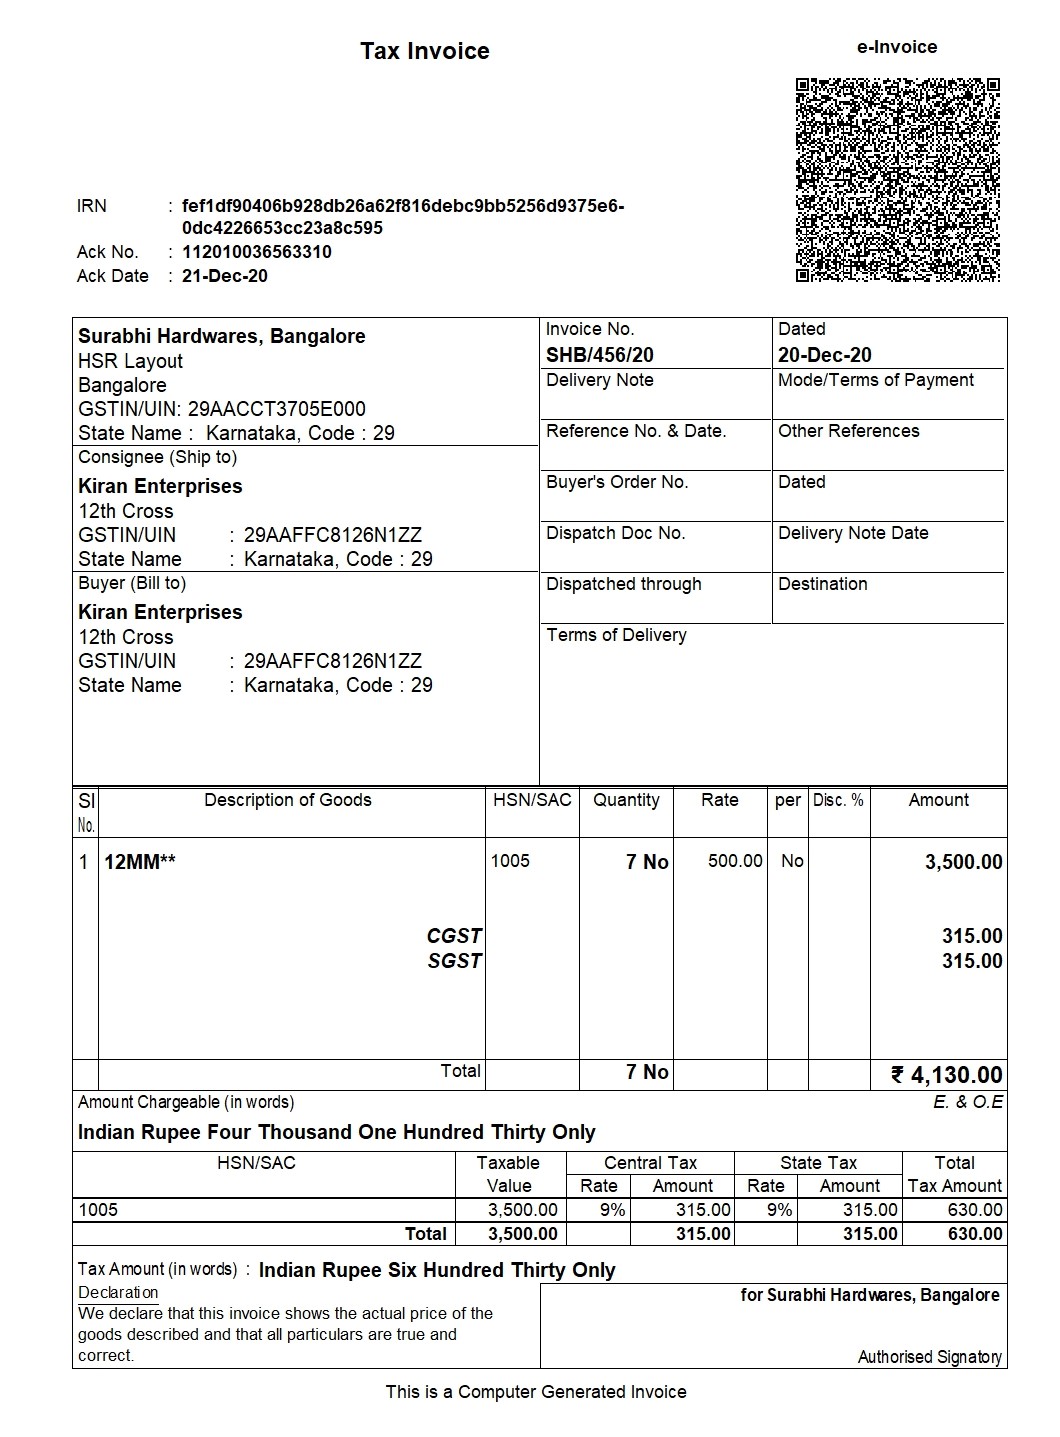 Tax Invoice
e-Invoice
IRN : fef1df90406b928db26a62f816debc9bb5256d9375e6-
0dc4226653cc23a8c595
Ack No. : 112010036563310
Ack Date : 21-Dec-20
Surabhi Hardwares, Bangalore
HSR Layout
Bangalore
GSTIN/UIN: 29AACCT3705E000
State Name : Karnataka, Code : 29
Consignee (Ship to)
Kiran Enterprises
12th Cross
GSTIN/UIN : 29AAFFC8126N1ZZ
State Name : Karnataka, Code : 29
Buyer (Bill to)
Kiran Enterprises
12th Cross
GSTIN/UIN : 29AAFFC8126N1ZZ
State Name : Karnataka, Code : 29
Invoice No. Dated
SHB/456/20 20-Dec-20
Delivery Note Mode/Terms of Payment
Reference No. & Date. Other References
Buyer's Order No. Dated
Dispatch Doc No. Delivery Note Date
Dispatched through Destination
Terms of Delivery
Sl No. Description of Goods HSN/SAC Quantity Rate per Disc. % Amount
1 12MM** 1005 7 No 500.00 No 3,500.00
CGST 315.00
SGST 315.00
Total 7 No ₹ 4,130.00
Amount Chargeable (in words) E. & O.E
Indian Rupee Four Thousand One Hundred Thirty Only
HSN/SAC Taxable Value Central Tax State Tax Total Tax Amount
Rate Amount Rate Amount
1005 3,500.00 9% 315.00 9% 315.00 630.00
Total 3,500.00 315.00 315.00 630.00
Tax Amount (in words) : Indian Rupee Six Hundred Thirty Only
Declaration
We declare that this invoice shows the actual price of the
goods described and that all particulars are true and
correct.
for Surabhi Hardwares, Bangalore
Authorised Signatory
This is a Computer Generated Invoice